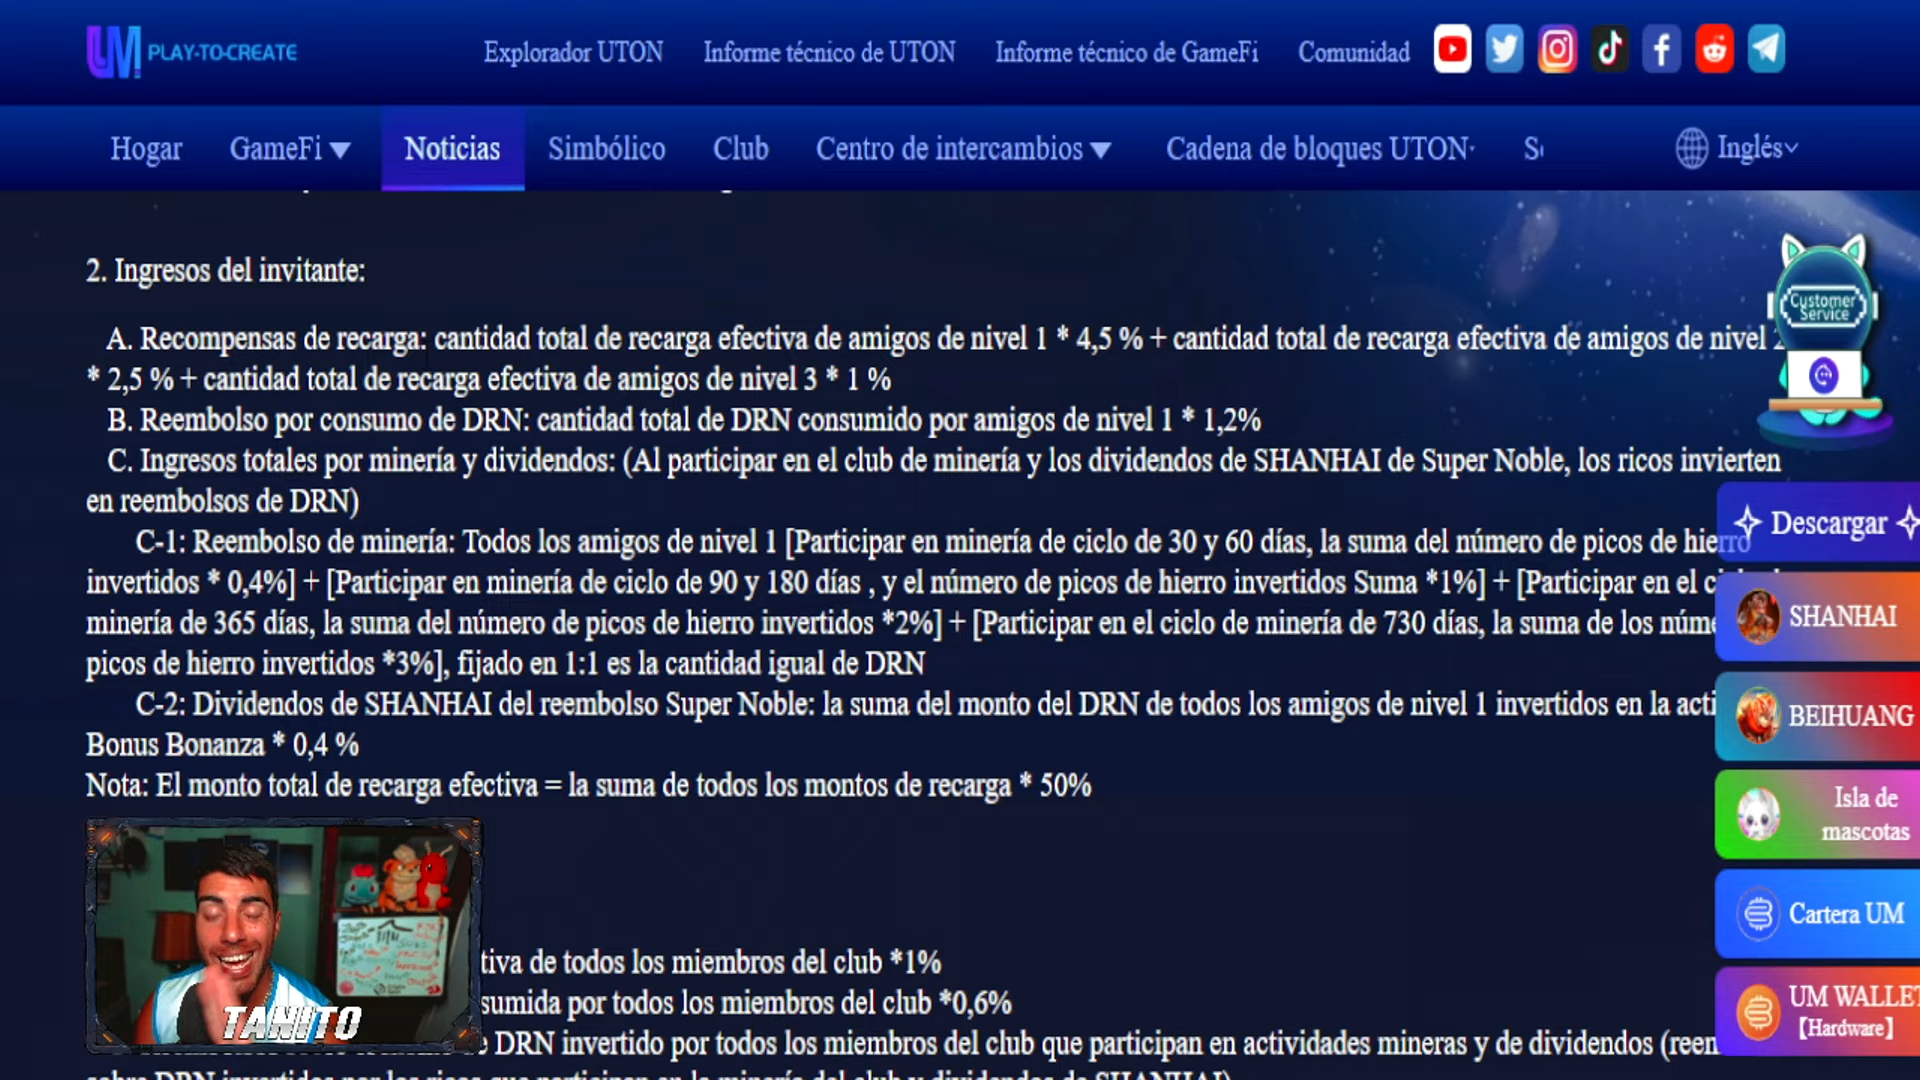 UM PLAY-TO-CREATE
Explorador UTON
Informe técnico de UTON
Informe técnico de GameFi
Comunidad
Hogar
GameFi
Noticias
Simbólico
Club
Centro de intercambios
Cadena de bloques UTON
Inglés
2. Ingresos del invitante:
A. Recompensas de recarga: cantidad total de recarga efectiva de amigos de nivel 1 * 4,5 % + cantidad total de recarga efectiva de amigos de nivel 2
* 2,5 % + cantidad total de recarga efectiva de amigos de nivel 3 * 1 %
B. Reembolso por consumo de DRN: cantidad total de DRN consumido por amigos de nivel 1 * 1,2%
C. Ingresos totales por minería y dividendos: (Al participar en el club de minería y los dividendos de SHANHAI de Super Noble, los ricos invierten
en reembolsos de DRN)
C-1: Reembolso de minería: Todos los amigos de nivel 1 [Participar en minería de ciclo de 30 y 60 días, la suma del número de picos de hierro
invertidos * 0,4%] + [Participar en minería de ciclo de 90 y 180 días , y el número de picos de hierro invertidos Suma *1%] + [Participar en el
minería de 365 días, la suma del número de picos de hierro invertidos *2%] + [Participar en el ciclo de minería de 730 días, la suma de los
picos de hierro invertidos *3%], fijado en 1:1 es la cantidad igual de DRN
C-2: Dividendos de SHANHAI del reembolso Super Noble: la suma del monto del DRN de todos los amigos de nivel 1 invertidos en la
Bonus Bonanza * 0,4 %
Nota: El monto total de recarga efectiva = la suma de todos los montos de recarga * 50%
tiva de todos los miembros del club *1%
sumida por todos los miembros del club *0,6%
DRN invertido por todos los miembros del club que participan en actividades mineras y de dividendos
TANITO
Customer
Service
Descargar
SHANHAI
BEIHUANG
Isla de
mascotas
Cartera UM
UM WALLET
【Hardware】